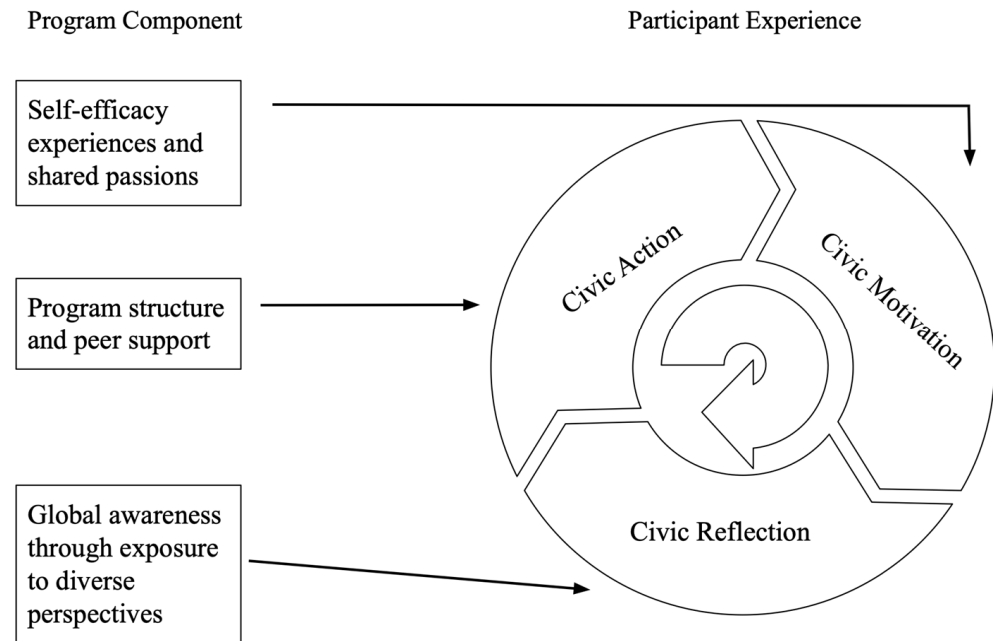 Program Component
Participant Experience
Self-efficacy
experiences and
shared passions
Program structure
and peer support
Global awareness
through exposure
to diverse
perspectives
Civic Action
Civic Motivation
Civic Reflection